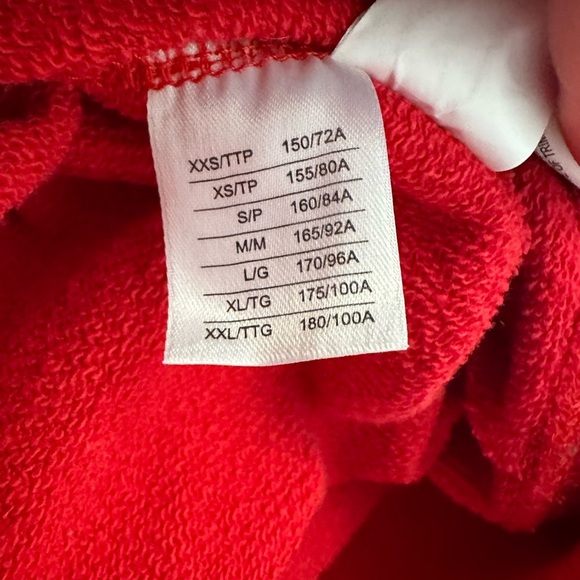 XXS/TTP 150/72A
XS/TP 155/80A
S/P 160/84A
M/M 165/92A
L/G 170/96A
XL/TG 175/100A
XXL/TTG 180/100A